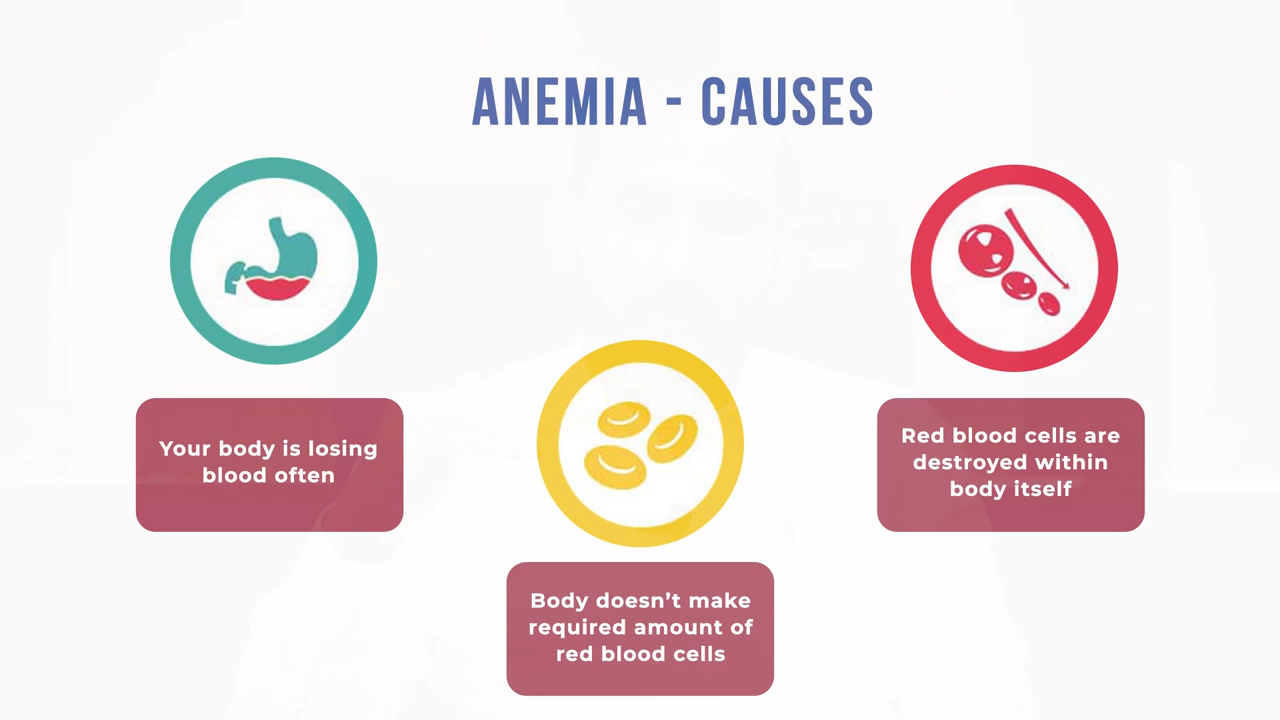 ANEMIA - CAUSES
Your body is losing
blood often
Body doesn’t make
required amount of
red blood cells
Red blood cells are
destroyed within
body itself